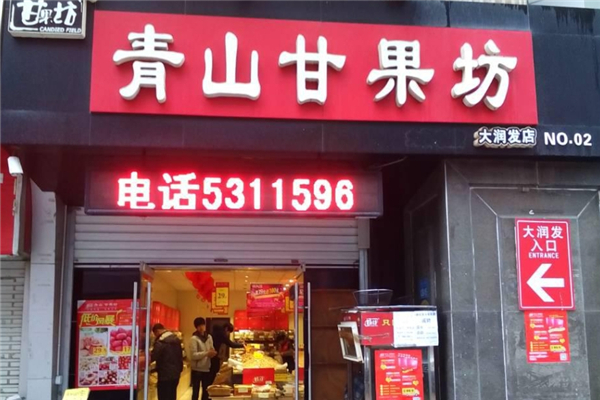 甘果坊
CANDIED FIELD
青山甘果坊
大润发店 NO.02
电话5311596
大润发
入口
ENTRANCE